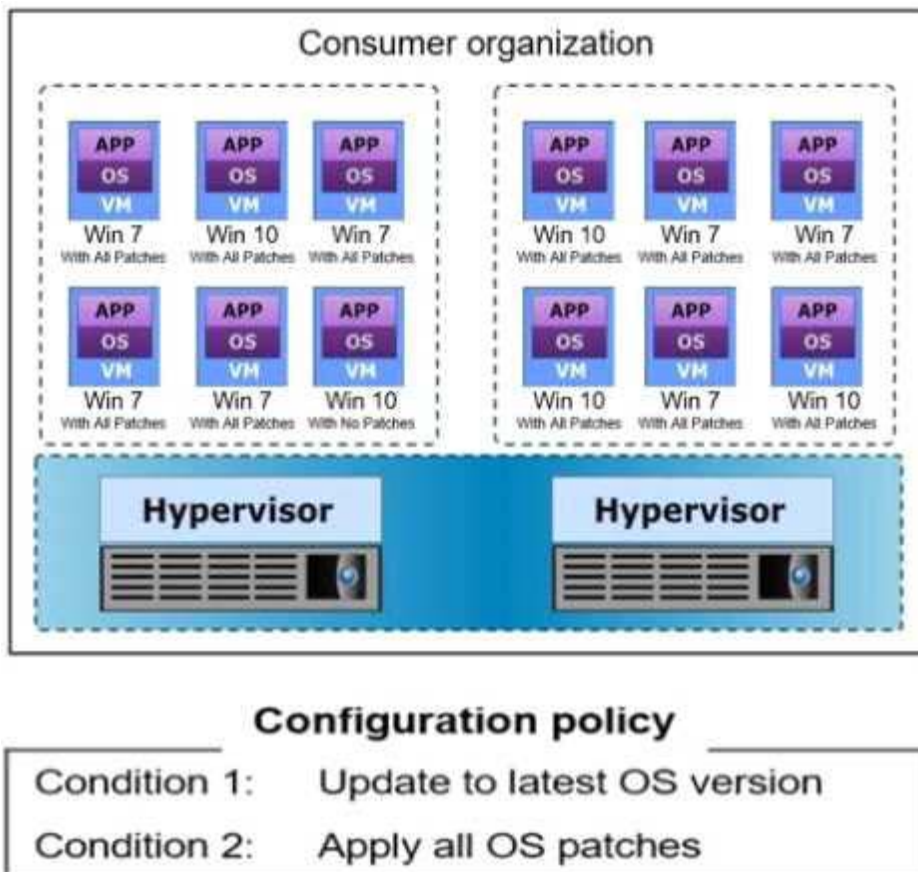 Consumer organization
APP APP APP APP APP APP
OS OS OS OS OS OS
VM VM VM VM VM VM
Win 7 Win 10 Win 7 Win 10 Win 7 Win 7
With All Patches With All Patches With All Patches With All Patches With All Patches With All Patches
APP APP APP APP APP APP
OS OS OS OS OS OS
VM VM VM VM VM VM
Win 7 Win 7 Win 10 Win 10 Win 7 Win 10
With All Patches With All Patches With No Patches With All Patches With All Patches With All Patches
Hypervisor Hypervisor
Configuration policy
Condition 1: Update to latest OS version
Condition 2: Apply all OS patches